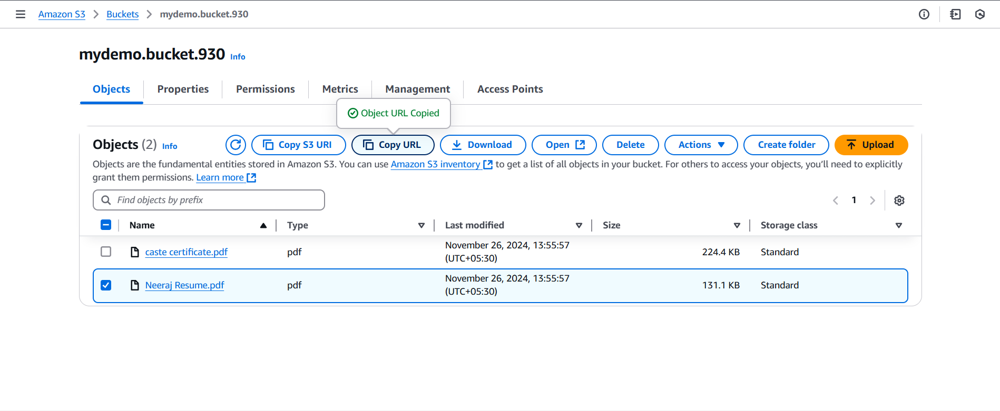 Amazon S3 > Buckets > mydemo.bucket.930
mydemo.bucket.930 Info
Objects Properties Permissions Metrics Management Access Points
Object URL Copied
Objects (2) Info Copy S3 URI Copy URL Download Open Delete Actions Create folder Upload
Objects are the fundamental entities stored in Amazon S3. You can use Amazon S3 inventory to get a list of all objects in your bucket. For others to access your objects, you’ll need to explicitly
grant them permissions. Learn more
Find objects by prefix 1
Name Type Last modified Size Storage class
caste certificate.pdf pdf November 26, 2024, 13:55:57 (UTC+05:30) 224.4 KB Standard
Neeraj Resume.pdf pdf November 26, 2024, 13:55:57 (UTC+05:30) 131.1 KB Standard